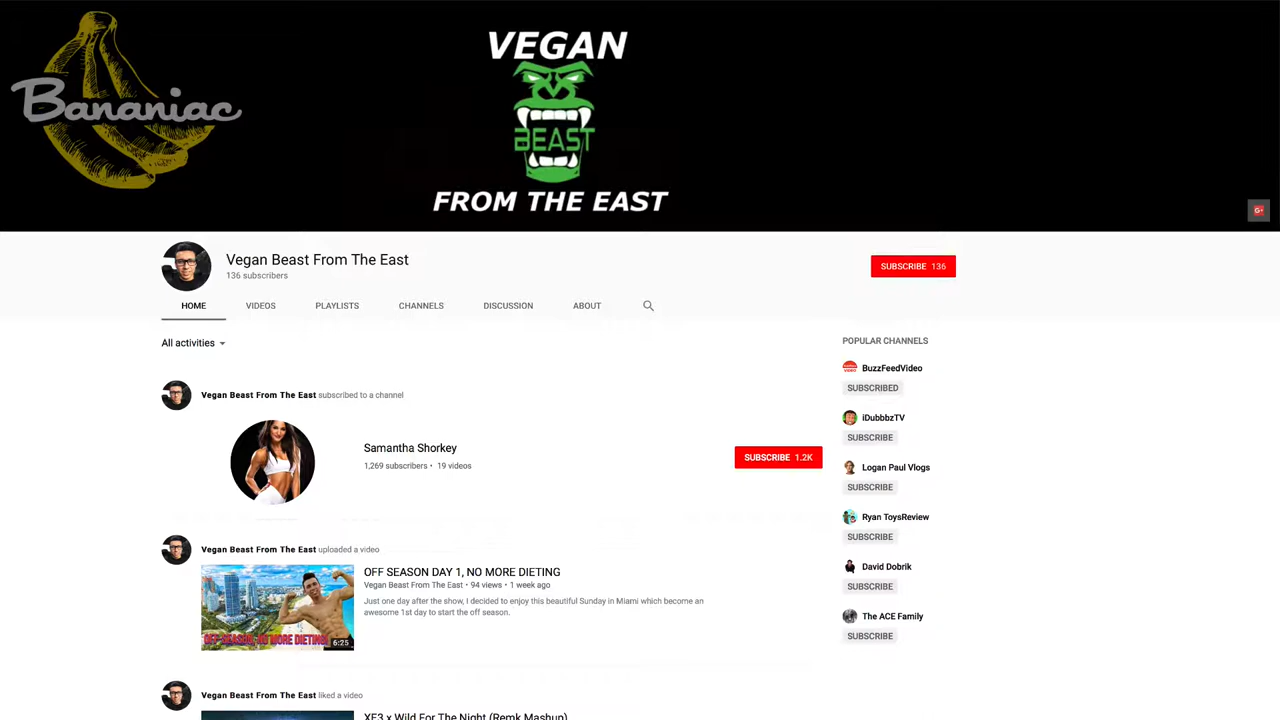 Bananiac
VEGAN
BEAST
FROM THE EAST
G+
Vegan Beast From The East
136 subscribers
SUBSCRIBE 136
HOME VIDEOS PLAYLISTS CHANNELS DISCUSSION ABOUT
All activities
POPULAR CHANNELS
BuzzFeedVideo
SUBSCRIBED
iDubbbzTV
SUBSCRIBE
Logan Paul Vlogs
SUBSCRIBE
Ryan ToysReview
SUBSCRIBE
David Dobrik
SUBSCRIBE
The ACE Family
SUBSCRIBE
Vegan Beast From The East subscribed to a channel
Samantha Shorkey
1,269 subscribers • 19 videos
SUBSCRIBE 1.2K
Vegan Beast From The East uploaded a video
OFF SEASON DAY 1, NO MORE DIETING
Vegan Beast From The East • 94 views • 1 week ago
Just one day after the show, I decided to enjoy this beautiful Sunday in Miami which become an
awesome 1st day to start the off season.
OFF SEASON, NO MORE DIETING!
6:25
Vegan Beast From The East liked a video
XE3 x Wild For The Night (Remk Mashup)